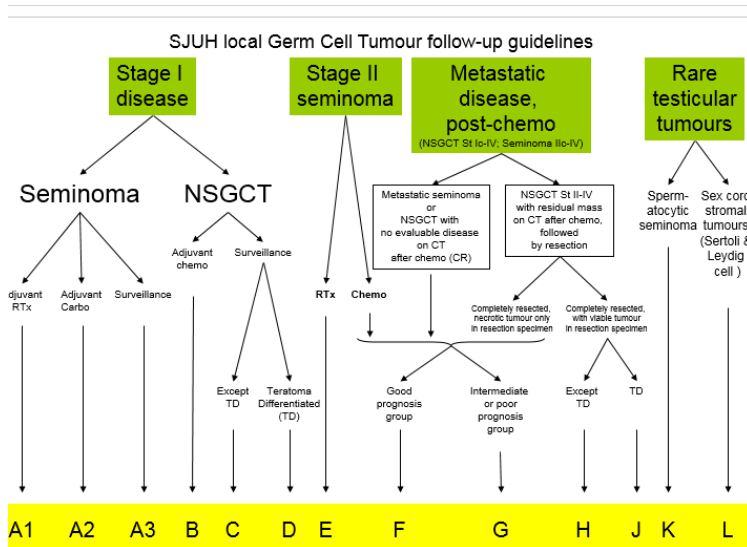 SJUH local Germ Cell Tumour follow-up guidelines
Stage I
disease
Stage II
seminoma
Metastatic
disease,
post-chemo
(NSGCT St Io-IV; Seminoma IIo-IV)
Rare
testicular
tumours
Seminoma
NSGCT
Metastatic seminoma
or
NSGCT with
no evaluable disease
on CT
after chemo (CR)
NSGCT St II-IV
with residual mass
on CT after chemo,
followed
by resection
Sperm-
atocytic
seminoma
Sex cord
stromal
tumours
(Sertoli &
Leydig
cell )
Adjuvant
chemo
Surveillance
djuvant
RTx
Adjuvant
Carbo
Surveillance
RTx
Chemo
Completely resected,
necrotic tumour only
in resection specimen
Completely resected,
with viable tumour
in resection specimen
Except
TD
Teratoma
Differentiated
(TD)
Good
prognosis
group
Intermediate
or poor
prognosis
group
Except
TD
TD
A1 A2 A3 B C D E F G H J K L